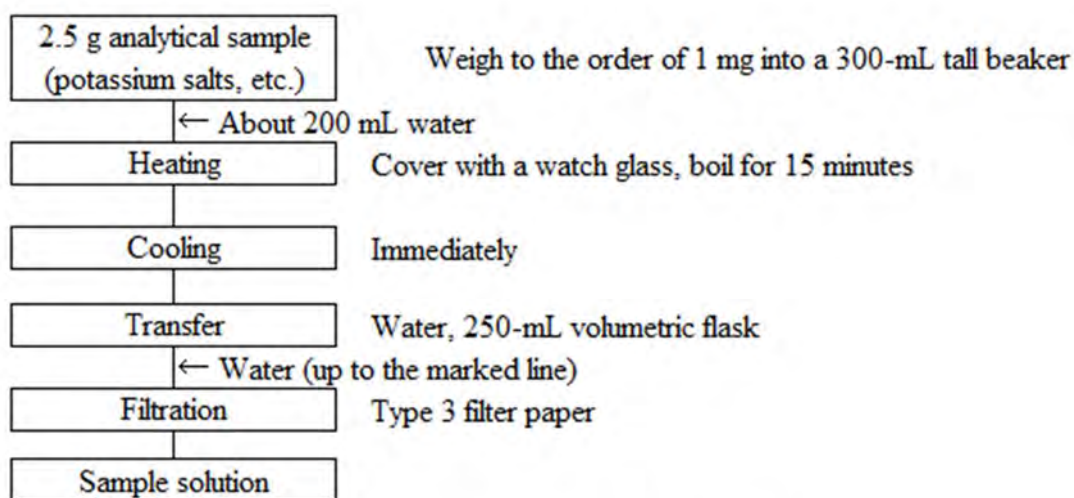 2.5 g analytical sample
(potassium salts, etc.)
Weigh to the order of 1 mg into a 300-mL tall beaker
← About 200 mL water
Heating
Cover with a watch glass, boil for 15 minutes
Cooling
Immediately
Transfer
Water, 250-mL volumetric flask
← Water (up to the marked line)
Filtration
Type 3 filter paper
Sample solution